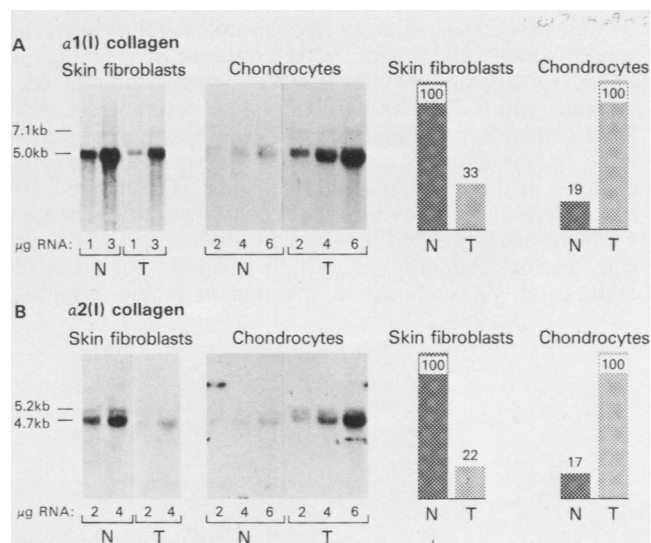 A α1(I) collagen
Skin fibroblasts Chondrocytes Skin fibroblasts Chondrocytes
100 100
7.1kb
5.0kb
33
19
µg RNA: 1 3 1 3 2 4 6 2 4 6 N T N T
N T N T
B α2(I) collagen
Skin fibroblasts Chondrocytes Skin fibroblasts Chondrocytes
100 100
5.2kb
4.7kb
22 17
µg RNA: 2 4 2 4 2 4 6 2 4 6 N T N T
N T N T